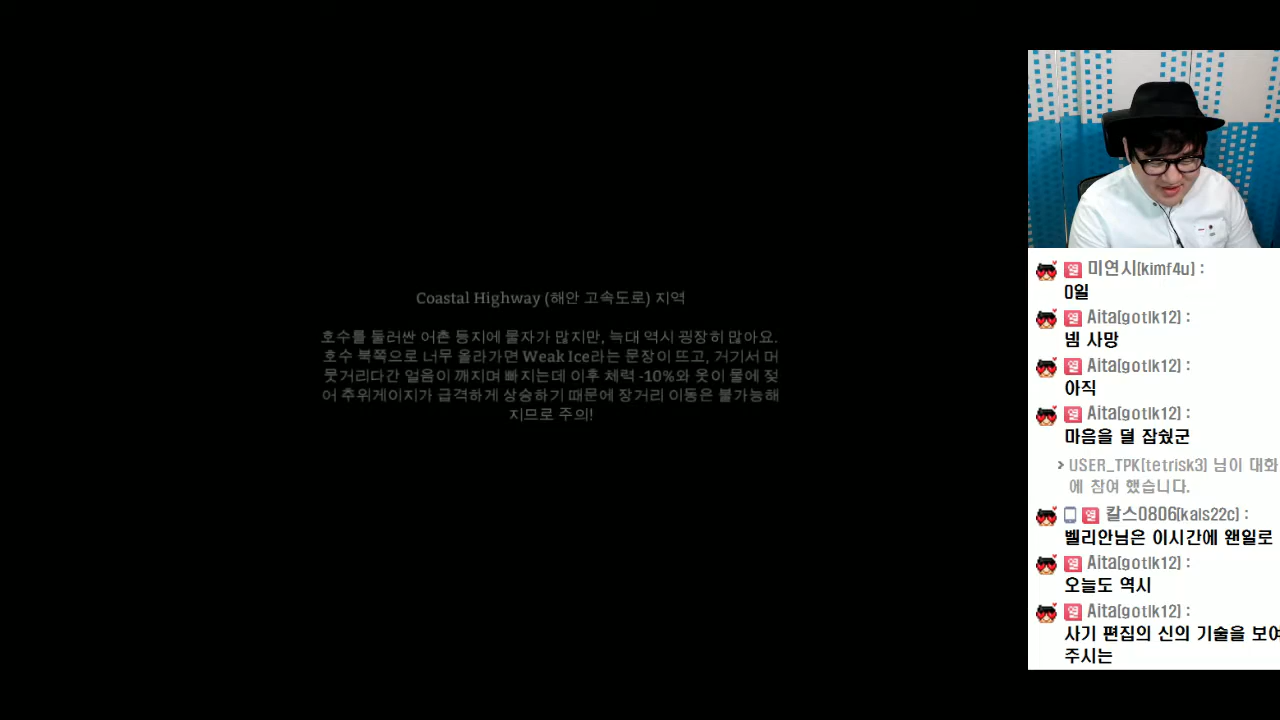 Coastal Highway (해안 고속도로) 지역
호수를 둘러싼 어촌 등지에 물자가 많지만, 늑대 역시 굉장히 많아요.
호수 북쪽으로 너무 올라가면 Weak Ice라는 문장이 뜨고, 거기서 머
뭇거리다간 얼음이 깨지며 빠지는데 이후 체력 -10%와 옷이 물에 젖
어 추위게이지가 급격하게 상승하기 때문에 장거리 이동은 불가능해
지므로 주의!
열 미연시[kimf4u] :
0일
열 Aita[gotlk12] :
넴 사망
열 Aita[gotlk12] :
아직
열 Aita[gotlk12] :
마음을 덜 잡쒔군
> USER_TPK[tetrisk3] 님이 대화
에 참여 했습니다.
열 칼스0806[kals22c] :
벨리안님은 이시간에 왠일로
열 Aita[gotlk12] :
오늘도 역시
열 Aita[gotlk12] :
사기 편집의 신의 기술을 보여
주시는